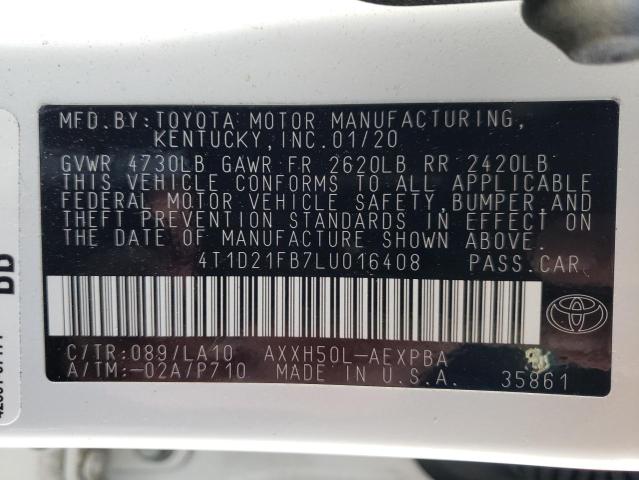 MFD. BY: TOYOTA MOTOR MANUFACTURING,
KENTUCKY, INC. 01/20
GVWR 4730LB GAWR FR 2620LB RR 2420LB
THIS VEHICLE CONFORMS TO ALL APPLICABLE
FEDERAL MOTOR VEHICLE SAFETY, BUMPER, AND
THEFT PREVENTION STANDARDS IN EFFECT ON
THE DATE OF MANUFACTURE SHOWN ABOVE.
4T1D21FB7LU016408 PASS. CAR
C/TR: 089/LA10 AXXH50L-AEXPBA
A/TM: -02A/P710 MADE IN U.S.A. 35861